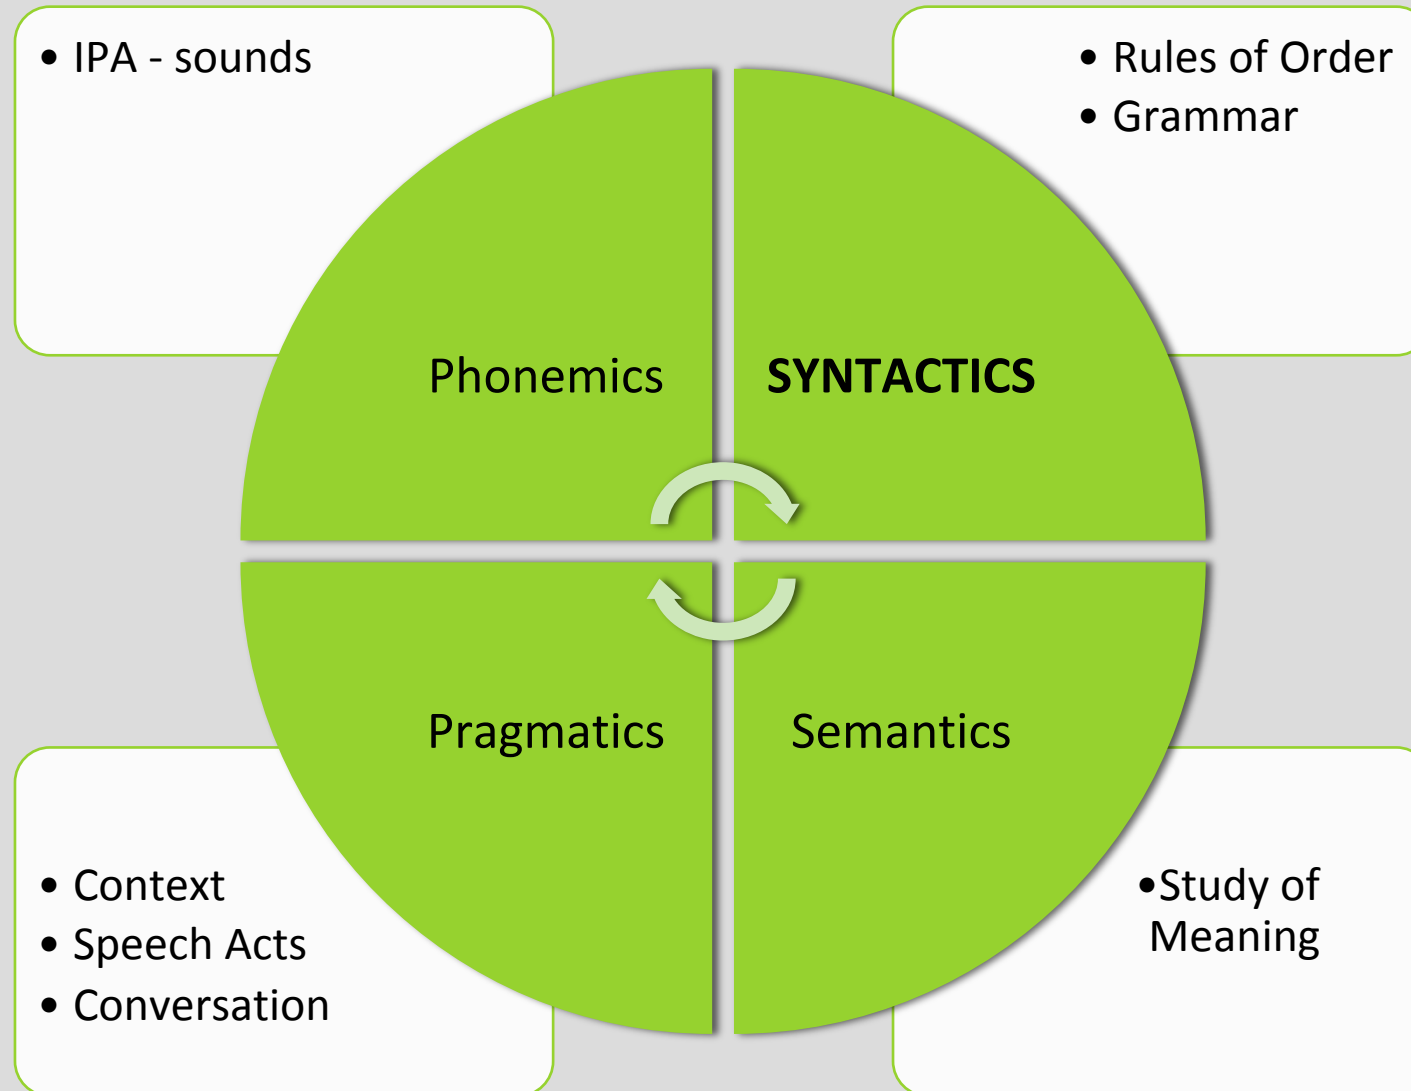 • IPA - sounds
• Rules of Order
• Grammar
Phonemics
SYNTACTICS
Pragmatics
Semantics
• Context
• Speech Acts
• Conversation
•Study of
Meaning